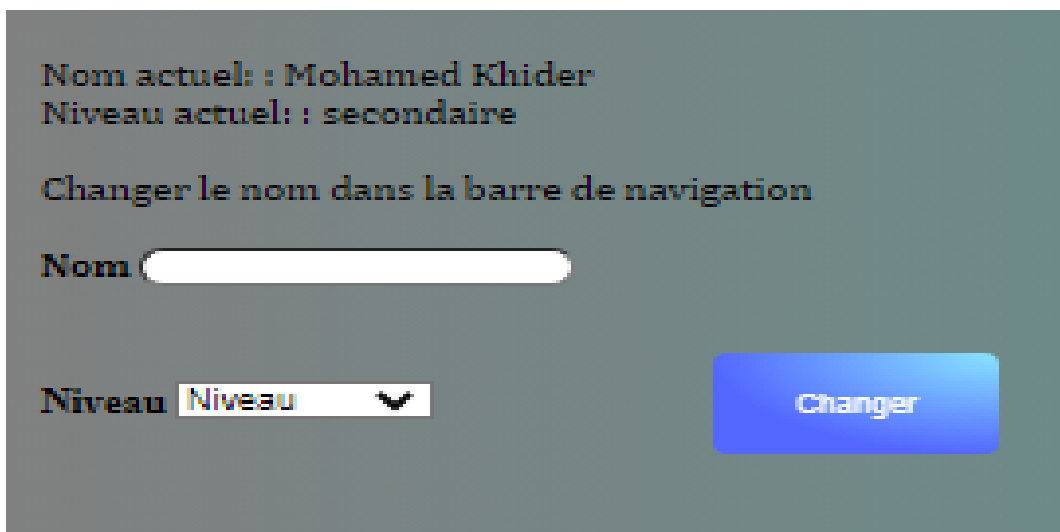 Nom actuel: : Mohamed Khider
Niveau actuel: : secondaire
Changer le nom dans la barre de navigation
Nom
Niveau Niveau Changer